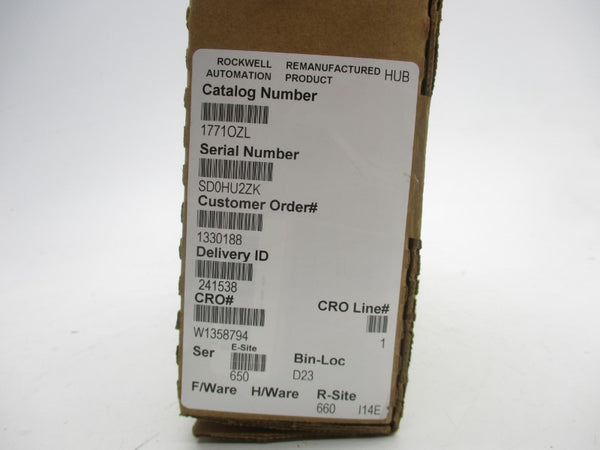 ROCKWELL REMANUFACTURED HUB
AUTOMATION PRODUCT
Catalog Number
1771OZL
Serial Number
SD0HU2ZK
Customer Order#
1330188
Delivery ID
241538
CRO# CRO Line#
W1358794 1
Ser E-Site Bin-Loc
650 D23
F/Ware H/Ware R-Site
660 I14E